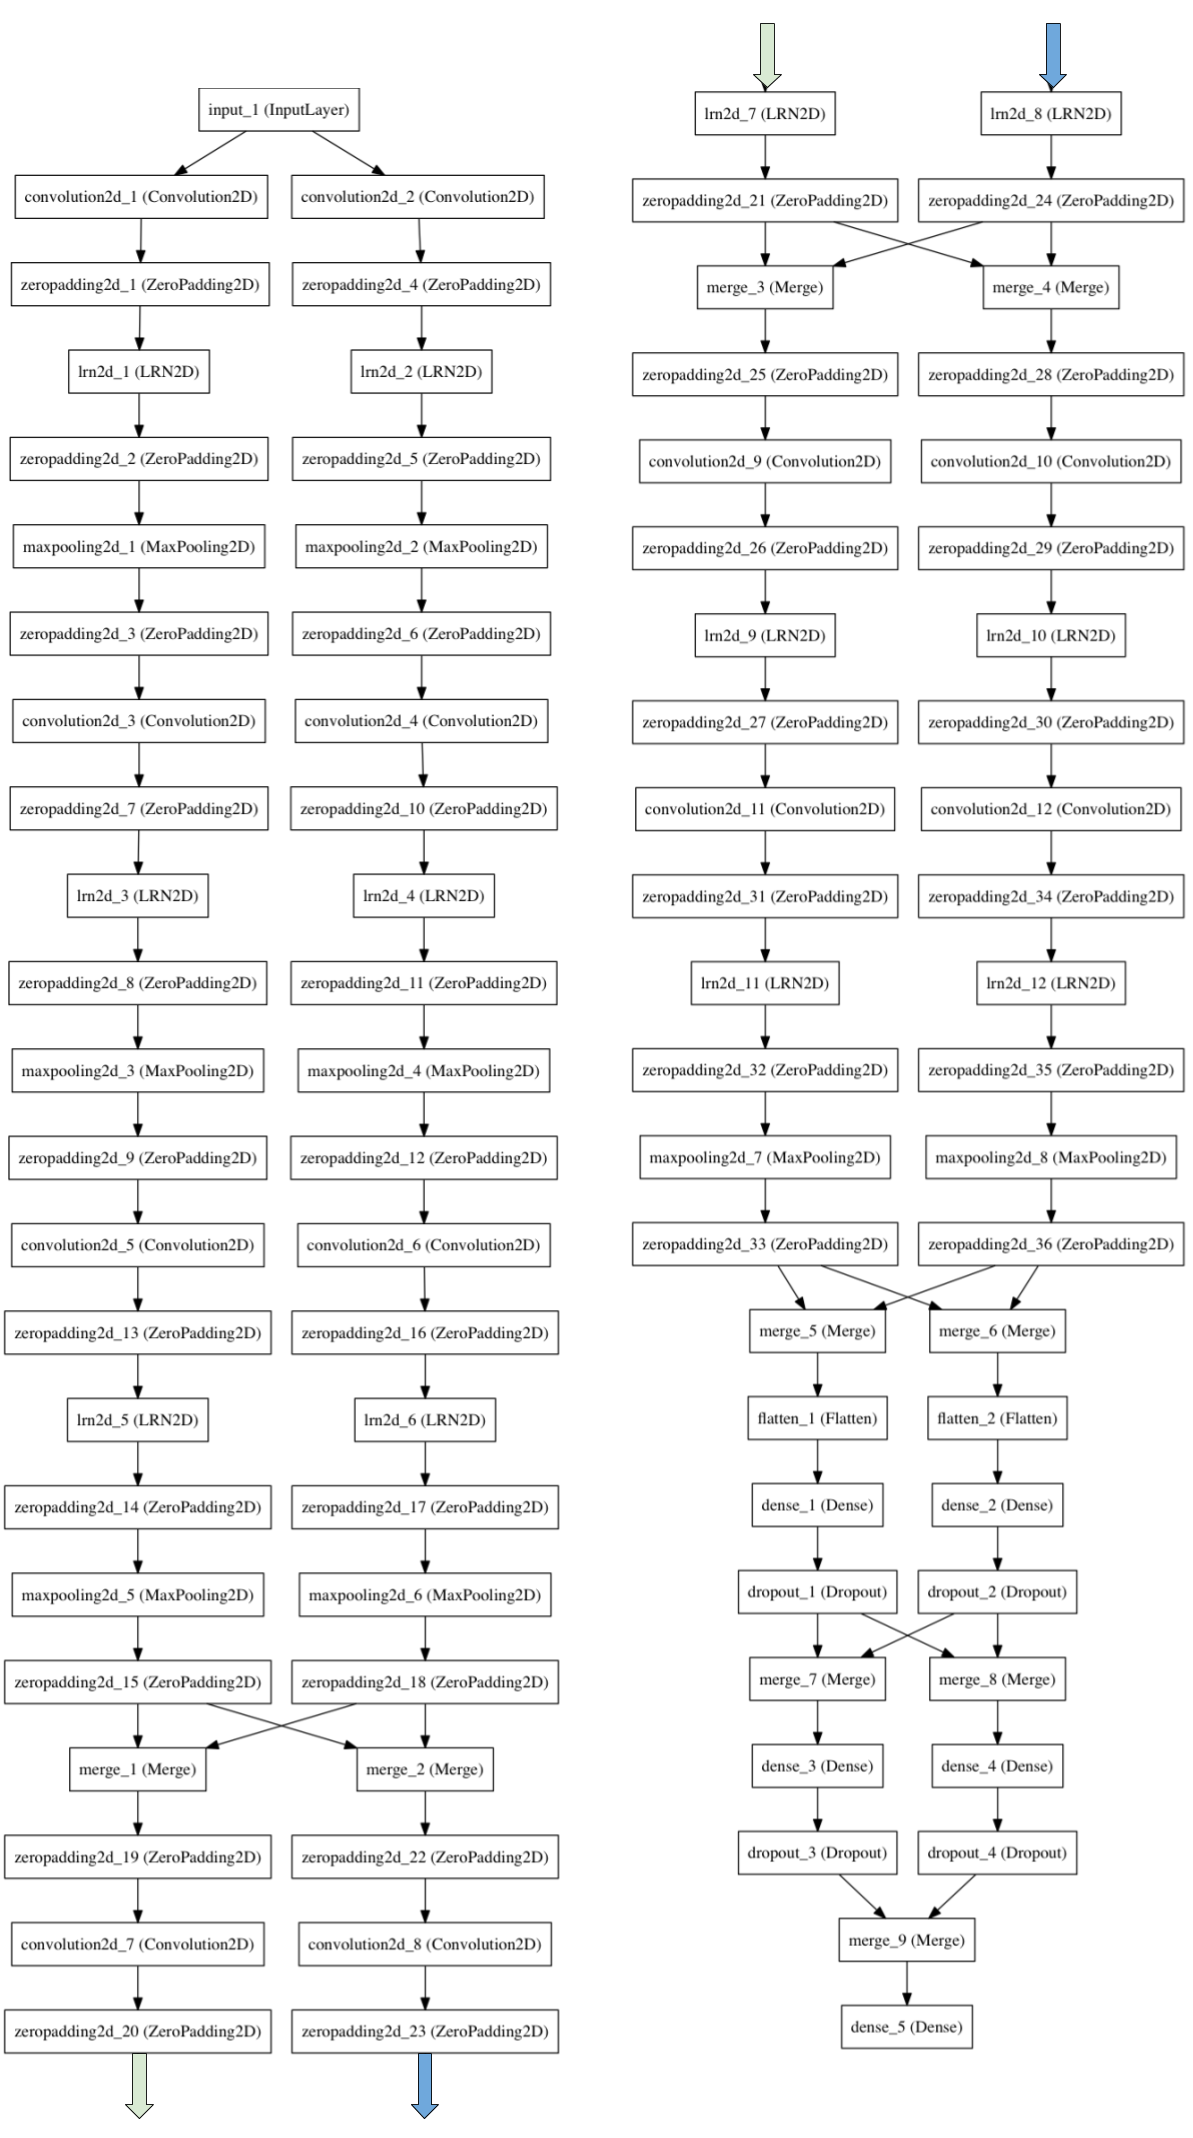 input_1 (InputLayer)
convolution2d_1 (Convolution2D)
convolution2d_2 (Convolution2D)
zeropadding2d_1 (ZeroPadding2D)
zeropadding2d_4 (ZeroPadding2D)
lrn2d_1 (LRN2D)
lrn2d_2 (LRN2D)
zeropadding2d_2 (ZeroPadding2D)
zeropadding2d_5 (ZeroPadding2D)
maxpooling2d_1 (MaxPooling2D)
maxpooling2d_2 (MaxPooling2D)
zeropadding2d_3 (ZeroPadding2D)
zeropadding2d_6 (ZeroPadding2D)
convolution2d_3 (Convolution2D)
convolution2d_4 (Convolution2D)
zeropadding2d_7 (ZeroPadding2D)
zeropadding2d_10 (ZeroPadding2D)
lrn2d_3 (LRN2D)
lrn2d_4 (LRN2D)
zeropadding2d_8 (ZeroPadding2D)
zeropadding2d_11 (ZeroPadding2D)
maxpooling2d_3 (MaxPooling2D)
maxpooling2d_4 (MaxPooling2D)
zeropadding2d_9 (ZeroPadding2D)
zeropadding2d_12 (ZeroPadding2D)
convolution2d_5 (Convolution2D)
convolution2d_6 (Convolution2D)
zeropadding2d_13 (ZeroPadding2D)
zeropadding2d_16 (ZeroPadding2D)
lrn2d_5 (LRN2D)
lrn2d_6 (LRN2D)
zeropadding2d_14 (ZeroPadding2D)
zeropadding2d_17 (ZeroPadding2D)
maxpooling2d_5 (MaxPooling2D)
maxpooling2d_6 (MaxPooling2D)
zeropadding2d_15 (ZeroPadding2D)
zeropadding2d_18 (ZeroPadding2D)
merge_1 (Merge)
merge_2 (Merge)
zeropadding2d_19 (ZeroPadding2D)
zeropadding2d_22 (ZeroPadding2D)
convolution2d_7 (Convolution2D)
convolution2d_8 (Convolution2D)
zeropadding2d_20 (ZeroPadding2D)
zeropadding2d_23 (ZeroPadding2D)
lrn2d_7 (LRN2D)
lrn2d_8 (LRN2D)
zeropadding2d_21 (ZeroPadding2D)
zeropadding2d_24 (ZeroPadding2D)
merge_3 (Merge)
merge_4 (Merge)
zeropadding2d_25 (ZeroPadding2D)
zeropadding2d_28 (ZeroPadding2D)
convolution2d_9 (Convolution2D)
convolution2d_10 (Convolution2D)
zeropadding2d_26 (ZeroPadding2D)
zeropadding2d_29 (ZeroPadding2D)
lrn2d_9 (LRN2D)
lrn2d_10 (LRN2D)
zeropadding2d_27 (ZeroPadding2D)
zeropadding2d_30 (ZeroPadding2D)
convolution2d_11 (Convolution2D)
convolution2d_12 (Convolution2D)
zeropadding2d_31 (ZeroPadding2D)
zeropadding2d_34 (ZeroPadding2D)
lrn2d_11 (LRN2D)
lrn2d_12 (LRN2D)
zeropadding2d_32 (ZeroPadding2D)
zeropadding2d_35 (ZeroPadding2D)
maxpooling2d_7 (MaxPooling2D)
maxpooling2d_8 (MaxPooling2D)
zeropadding2d_33 (ZeroPadding2D)
zeropadding2d_36 (ZeroPadding2D)
merge_5 (Merge)
merge_6 (Merge)
flatten_1 (Flatten)
flatten_2 (Flatten)
dense_1 (Dense)
dense_2 (Dense)
dropout_1 (Dropout)
dropout_2 (Dropout)
merge_7 (Merge)
merge_8 (Merge)
dense_3 (Dense)
dense_4 (Dense)
dropout_3 (Dropout)
dropout_4 (Dropout)
merge_9 (Merge)
dense_5 (Dense)